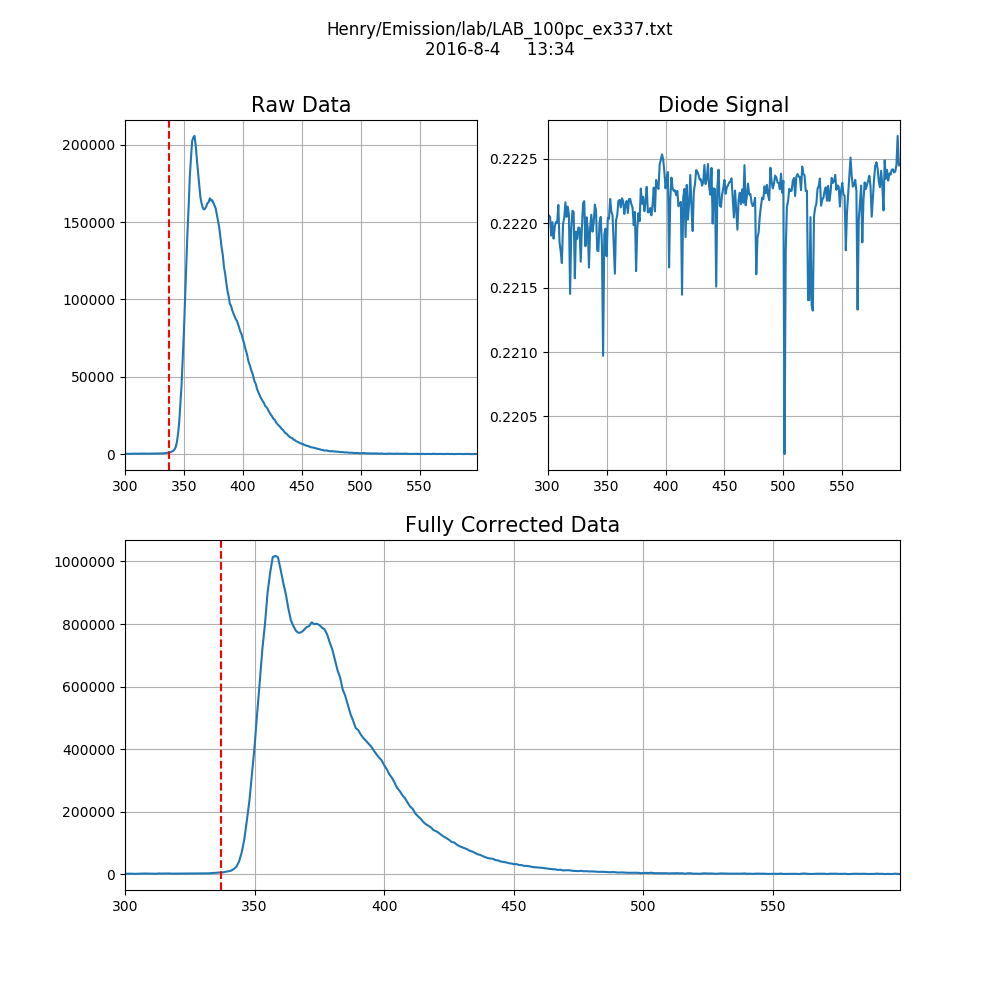 Henry/Emission/lab/LAB_100pc_ex337.txt
2016-8-4 13:34
Raw Data
Diode Signal
200000
150000
100000
50000
0
300 350 400 450 500 550
0.2225
0.2220
0.2215
0.2210
0.2205
300 350 400 450 500 550
Fully Corrected Data
1000000
800000
600000
400000
200000
0
300 350 400 450 500 550